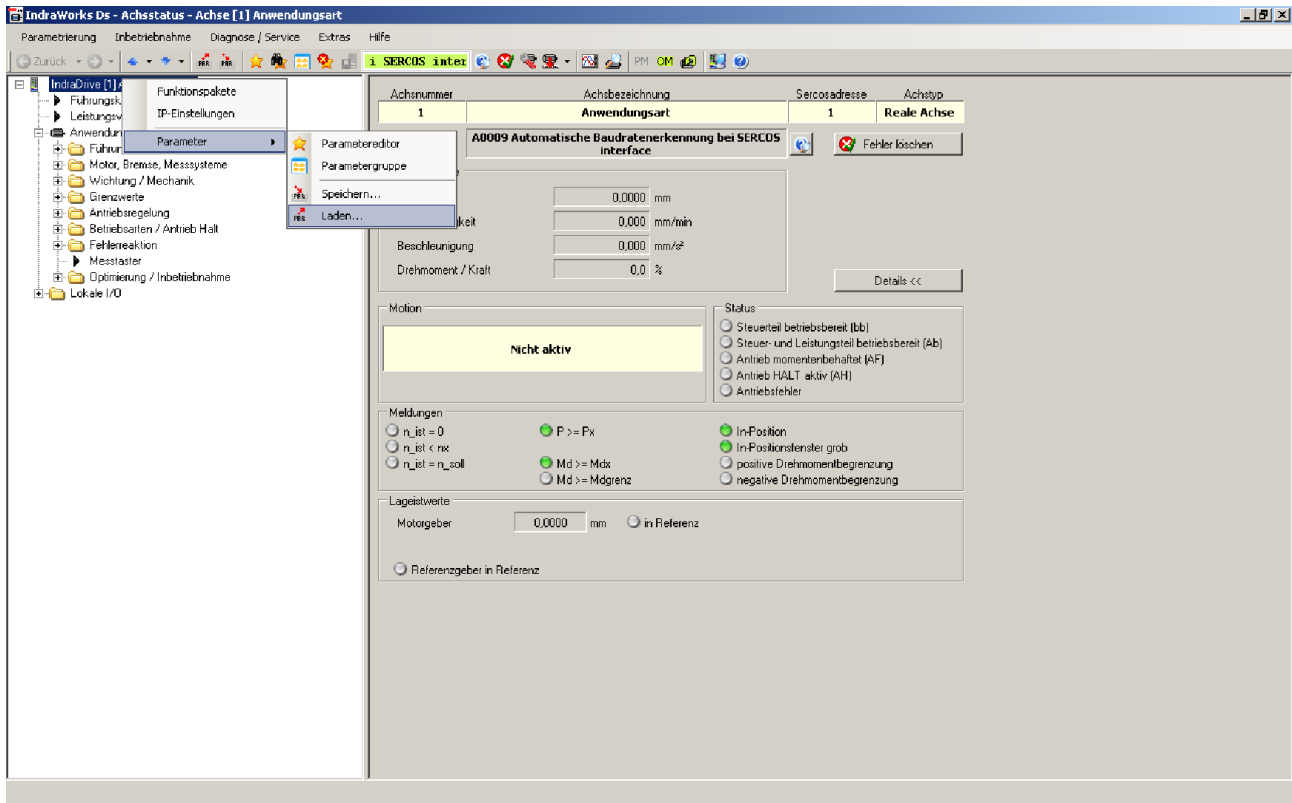 IndraWorks Ds - Achsstatus - Achse [1] Anwendungsart
Parametrierung Inbetriebnahme Diagnose / Service Extras Hilfe
Zurück i SERCOS inter PM OM
IndraDrive [1]
Führungsk
Leistungsv
Anwendun
Führun
Motor, Bremse, Messsysteme
Wichtung / Mechanik
Grenzwerte
Antriebsregelung
Betriebsarten / Antrieb Halt
Fehlerreaktion
Messtaster
Optimierung / Inbetriebnahme
Lokale I/O
Funktionspakete
IP-Einstellungen
Parameter
Parametereditor
Parametergruppe
Speichern...
Laden...
Achsnummer Achsbezeichnung Sercosadresse Achstyp
1 Anwendungsart 1 Reale Achse
A0009 Automatische Baudratenerkennung bei SERCOS
interface
Fehler löschen
0,0000 mm
keit 0,000 mm/min
Beschleunigung 0,000 mm/s²
Drehmoment / Kraft 0,0 %
Details <<
Motion
Nicht aktiv
Status
Steuerteil betriebsbereit (bb)
Steuer- und Leistungsteil betriebsbereit (Ab)
Antrieb momentenbehaftet (AF)
Antrieb HALT aktiv (AH)
Antriebsfehler
Meldungen
n_ist = 0 P >= Px In-Position
n_ist < nx In-Positionsfenster grob
n_ist = n_soll Md >= Mdx positive Drehmomentbegrenzung
Md >= Mdgrenz negative Drehmomentbegrenzung
Lageistwerte
Motorgeber 0,0000 mm in Referenz
Referenzgeber in Referenz